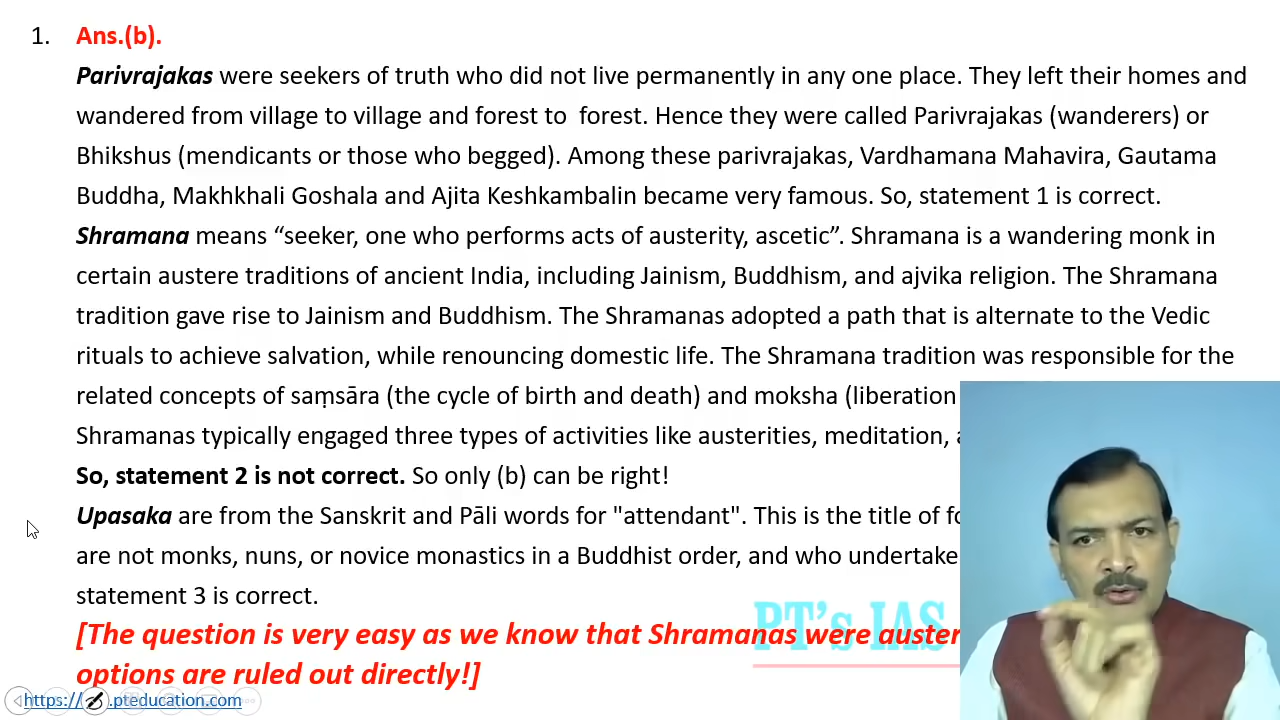 1. Ans.(b).
Parivrajakas were seekers of truth who did not live permanently in any one place. They left their homes and
wandered from village to village and forest to forest. Hence they were called Parivrajakas (wanderers) or
Bhikshus (mendicants or those who begged). Among these parivrajakas, Vardhamana Mahavira, Gautama
Buddha, Makhkhali Goshala and Ajita Keshkambalin became very famous. So, statement 1 is correct.
Shramana means “seeker, one who performs acts of austerity, ascetic”. Shramana is a wandering monk in
certain austere traditions of ancient India, including Jainism, Buddhism, and ajvika religion. The Shramana
tradition gave rise to Jainism and Buddhism. The Shramanas adopted a path that is alternate to the Vedic
rituals to achieve salvation, while renouncing domestic life. The Shramana tradition was responsible for the
related concepts of saṃsāra (the cycle of birth and death) and moksha (liberation
Shramanas typically engaged three types of activities like austerities, meditation,
So, statement 2 is not correct. So only (b) can be right!
Upasaka are from the Sanskrit and Pāli words for "attendant". This is the title of
are not monks, nuns, or novice monastics in a Buddhist order, and who undertake
statement 3 is correct.
[The question is very easy as we know that Shramanas were
options are ruled out directly!]
PT's IAS
https:// .pteducation.com